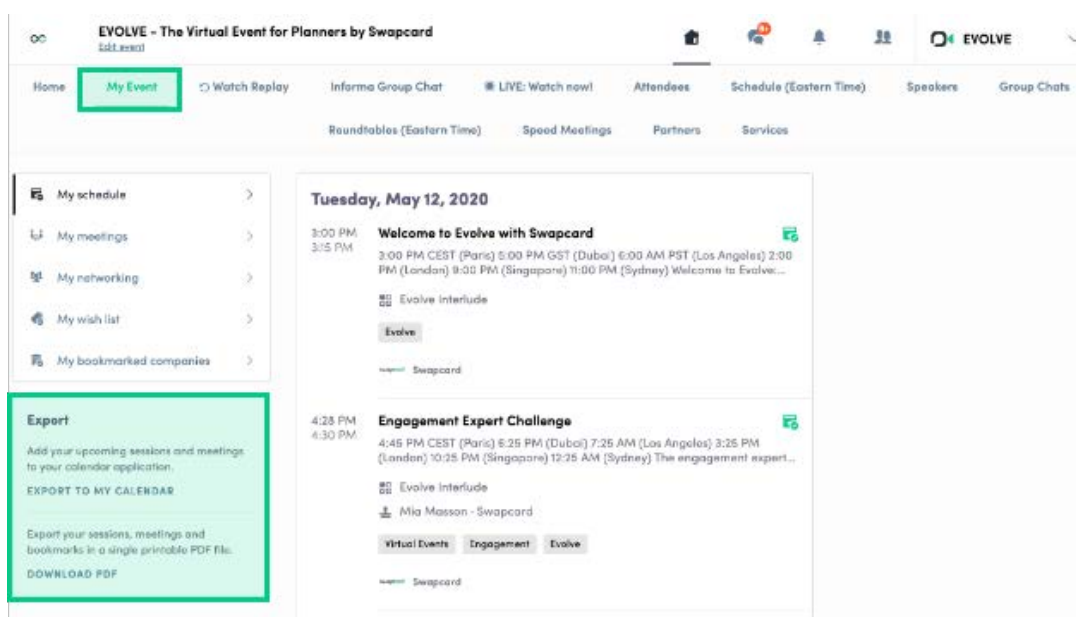 EVOLVE - The Virtual Event for Planners by Swapcard
Edit event
EVOLVE
Home
My Event
Watch Replay
Informa Group Chat
LIVE: Watch now!
Attendees
Schedule (Eastern Time)
Speakers
Group Chats
Roundtables (Eastern Time)
Speed Meetings
Partners
Services
My schedule
My meetings
My networking
My wish list
My bookmarked companies
Export
Add your upcoming sessions and meetings
to your calendar application.
EXPORT TO MY CALENDAR
Export your sessions, meetings and
bookmarks in a single printable PDF file.
DOWNLOAD PDF
Tuesday, May 12, 2020
3:00 PM
3:15 PM
Welcome to Evolve with Swapcard
3:00 PM CEST (Paris) 5:00 PM GST (Dubai) 6:00 AM PST (Los Angeles) 2:00
PM (London) 9:00 PM (Singapore) 11:00 PM (Sydney) Welcome to Evolve:...
Evolve Interlude
Evolve
Swapcard
4:25 PM
4:30 PM
Engagement Expert Challenge
4:45 PM CEST (Paris) 6:25 PM (Dubai) 7:25 AM (Los Angeles) 3:25 PM
(London) 10:25 PM (Singapore) 12:25 AM (Sydney) The engagement expert...
Evolve Interlude
Mia Masson - Swapcard
Virtual Events
Engagement
Evolve
Swapcard